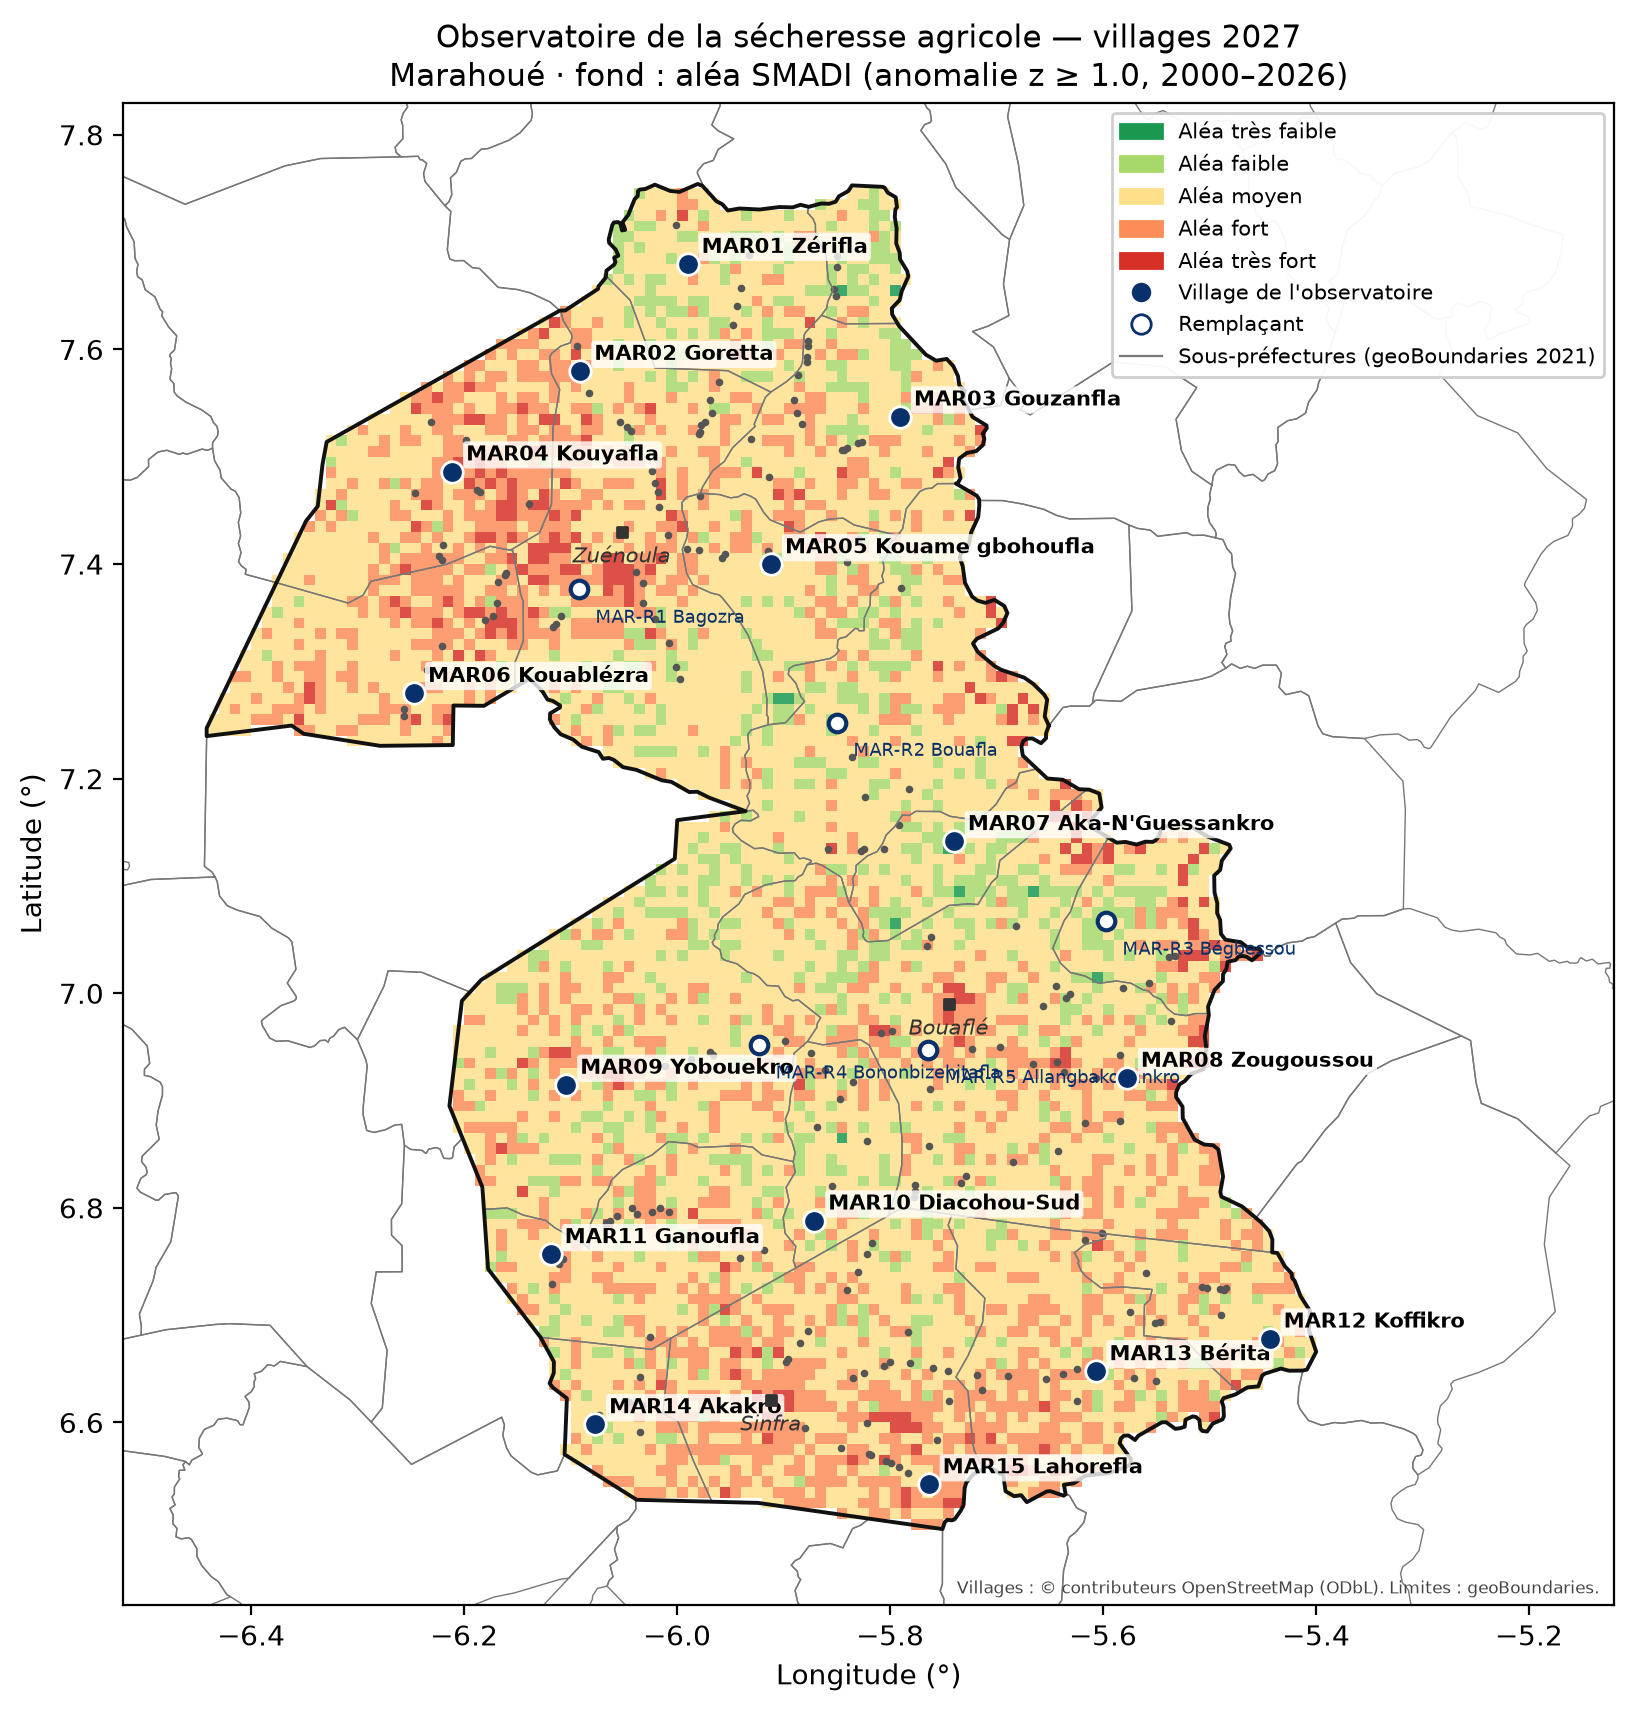 Observatoire de la sécheresse agricole — villages 2027
Marahoué · fond : aléa SMADI (anomalie z ≥ 1.0, 2000–2026)
Aléa très faible
Aléa faible
Aléa moyen
Aléa fort
Aléa très fort
Village de l'observatoire
Remplaçant
Sous-préfectures (geoBoundaries 2021)
7.8
7.6
7.4
7.2
7.0
6.8
6.6
Latitude (°)
MAR01 Zérifla
MAR02 Goretta
MAR03 Gouzanfla
MAR04 Kouyafla
MAR05 Kouame gbohoufla
Zuénoula
MAR-R1 Bagozra
MAR06 Kouablézra
MAR-R2 Bouafla
MAR07 Aka-N'Guessankro
MAR-R3 Bégbessou
Bouaflé
MAR08 Zougoussou
MAR09 Yobouekro
MAR-R4
MAR-R5
MAR10 Diacohou-Sud
MAR11 Ganoufla
MAR12 Koffikro
MAR13 Bérita
MAR14 Akakro
Sinfra
MAR15 Lahorefla
Villages : © contributeurs OpenStreetMap (ODbL). Limites : geoBoundaries.
−6.4
−6.2
−6.0
−5.8
−5.6
−5.4
−5.2
Longitude (°)